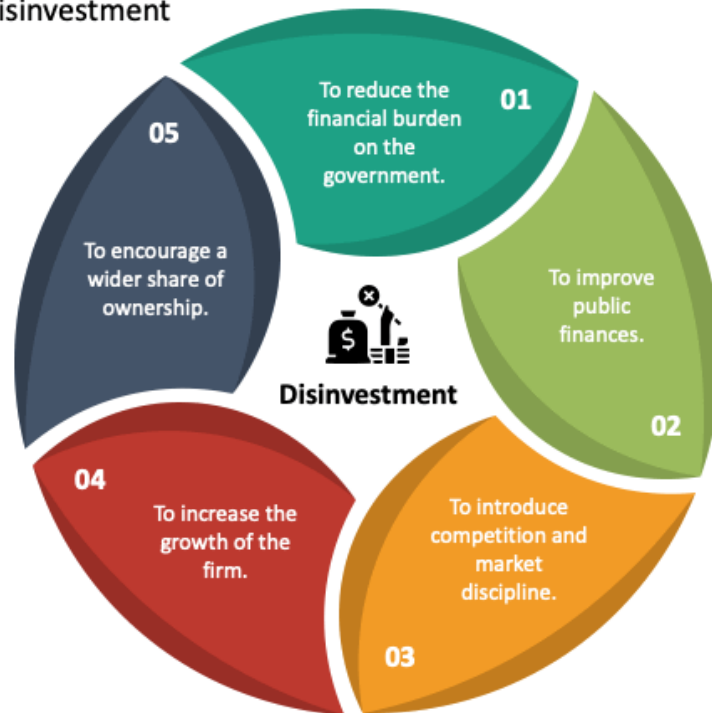 isinvestment
To reduce the
financial burden
on the
government.
01
To improve
public
finances.
02
To introduce
competition and
market
discipline.
03
04
To increase the
growth of the
firm.
05
To encourage a
wider share of
ownership.
$
Disinvestment